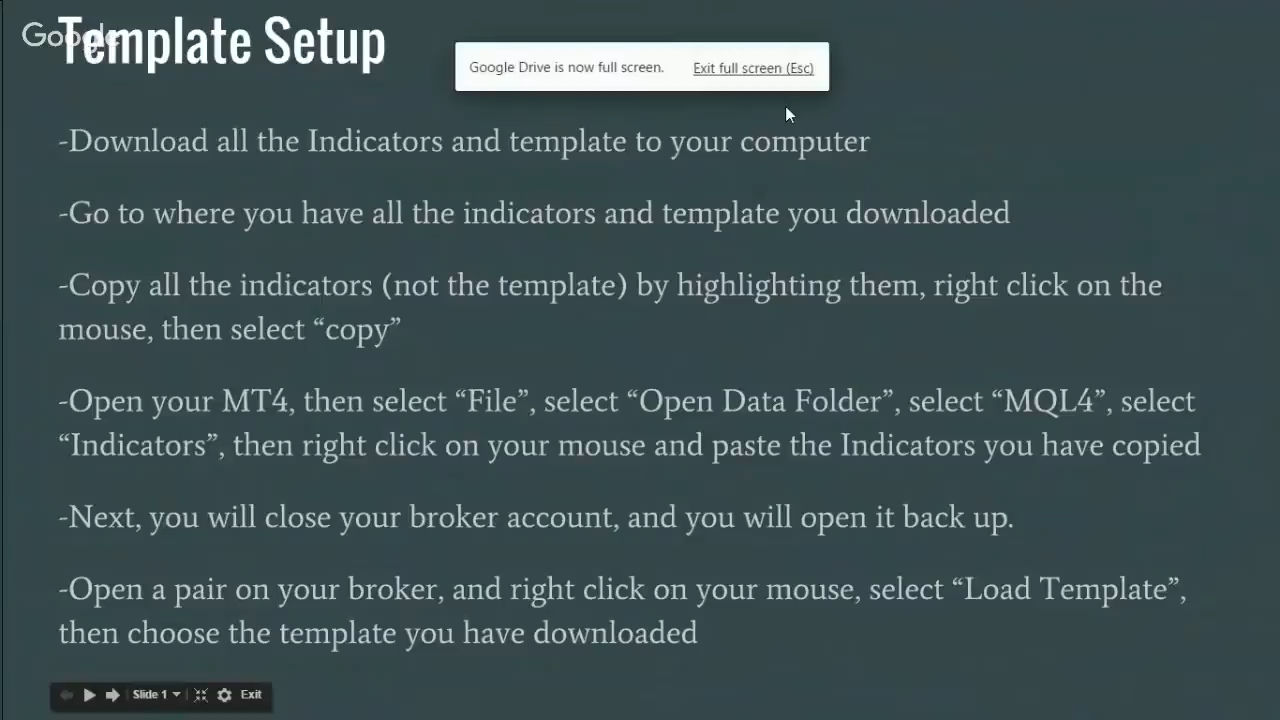 Google
Template Setup
Google Drive is now full screen. Exit full screen (Esc)
-Download all the Indicators and template to your computer
-Go to where you have all the indicators and template you downloaded
-Copy all the indicators (not the template) by highlighting them, right click on the
mouse, then select “copy”
-Open your MT4, then select “File”, select “Open Data Folder”, select “MQL4”, select
“Indicators”, then right click on your mouse and paste the Indicators you have copied
-Next, you will close your broker account, and you will open it back up.
-Open a pair on your broker, and right click on your mouse, select “Load Template”,
then choose the template you have downloaded
Slide 1 Exit